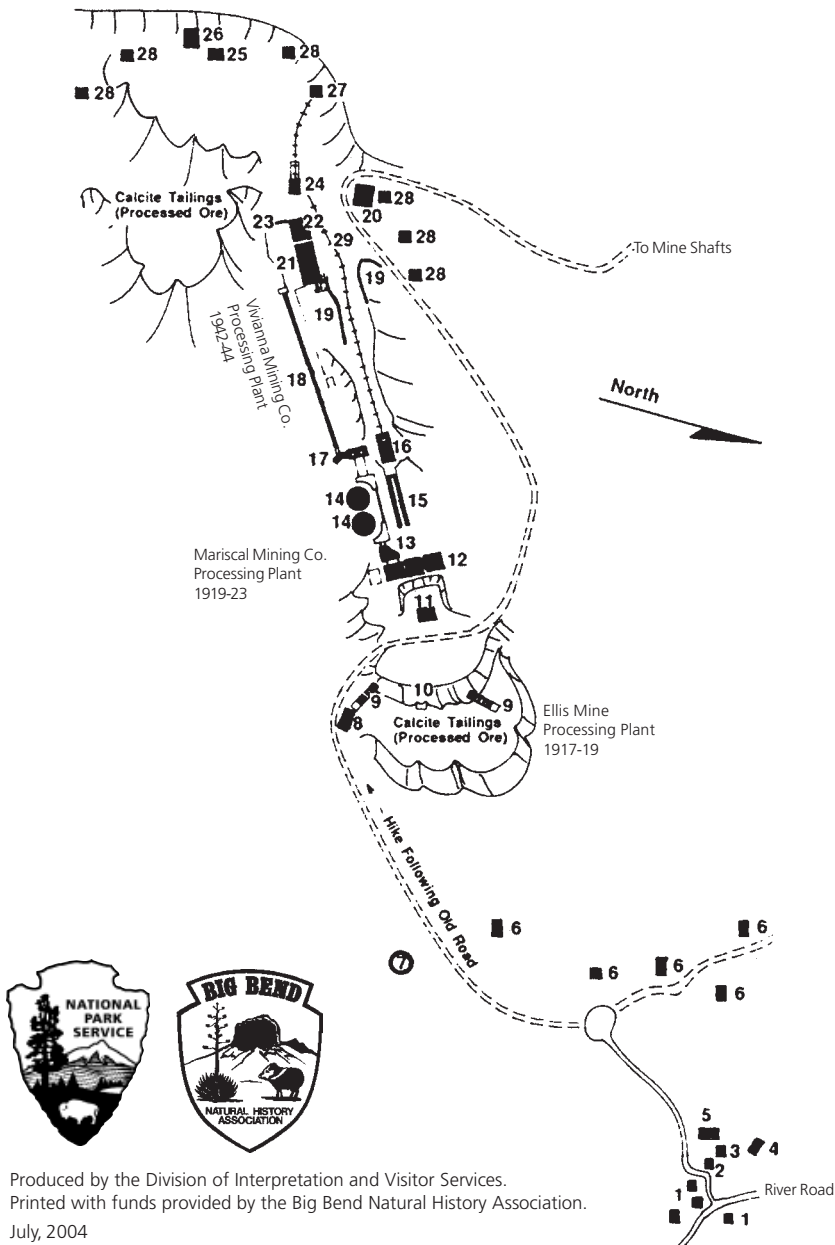 26
28
25
28
28
27
24
Calcite Tailings
(Processed Ore)
28
20
23
22
28
29
To Mine Shafts
21
19
28
19
Vivianna Mining Co.
Processing Plant
1942-44
18
North
16
17
14
15
14
13
Mariscal Mining Co.
Processing Plant
1919-23
12
11
10
9
9
8
Calcite Tailings
(Processed Ore)
Ellis Mine
Processing Plant
1917-19
Hike Following Old Road
6
6
7
6
6
6
NATIONAL
PARK
SERVICE
BIG BEND
NATURAL HISTORY
ASSOCIATION
5
3
4
2
1
River Road
1
Produced by the Division of Interpretation and Visitor Services.
Printed with funds provided by the Big Bend Natural History Association.
July, 2004